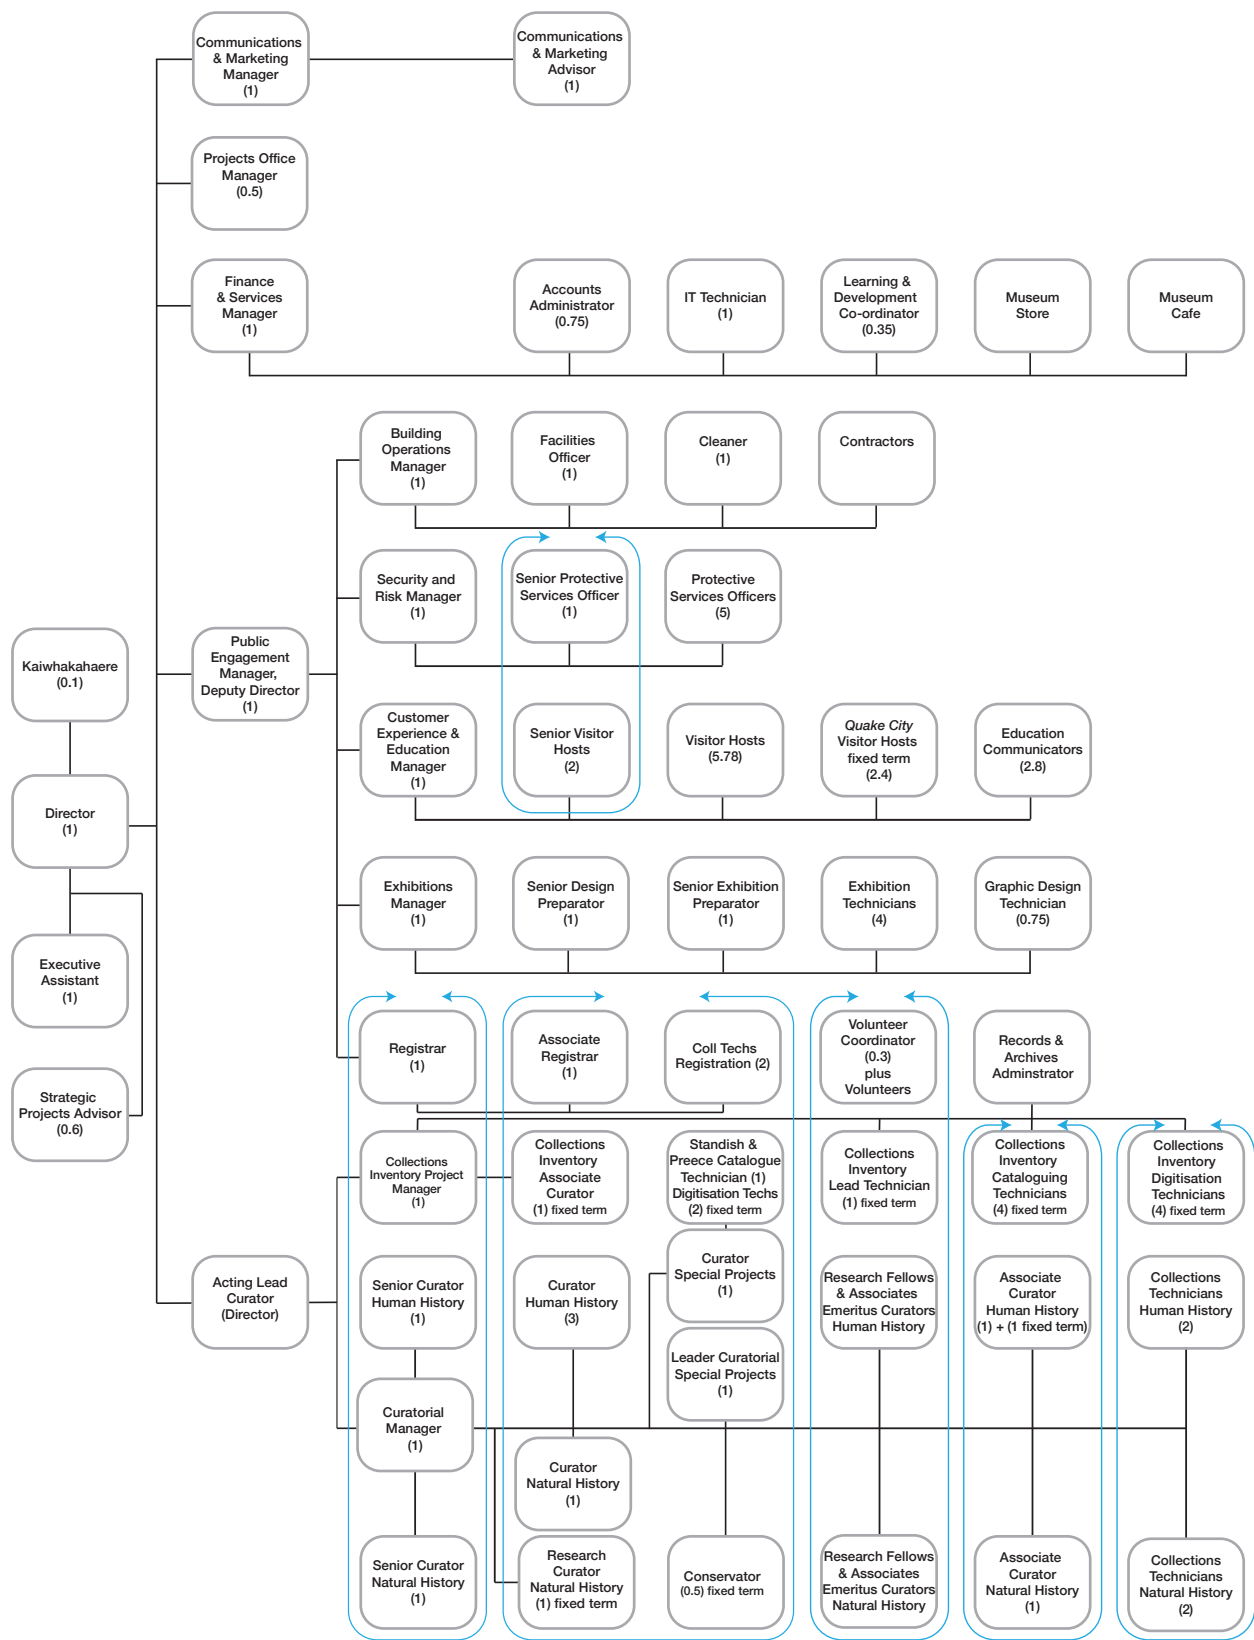 Communications
& Marketing
Manager
(1)
Communications
& Marketing
Advisor
(1)
Projects Office
Manager
(0.5)
Finance
& Services
Manager
(1)
Accounts
Administrator
(0.75)
IT Technician
(1)
Learning &
Development
Co-ordinator
(0.35)
Museum
Store
Museum
Cafe
Building
Operations
Manager
(1)
Facilities
Officer
(1)
Cleaner
(1)
Contractors
Security and
Risk Manager
(1)
Senior Protective
Services Officer
(1)
Protective
Services Officers
(5)
Kaiwhakahaere
(0.1)
Public
Engagement
Manager,
Deputy Director
(1)
Customer
Experience &
Education
Manager
(1)
Senior Visitor
Hosts
(2)
Visitor Hosts
(5.78)
Quake City
Visitor Hosts
fixed term
(2.4)
Education
Communicators
(2.8)
Director
(1)
Exhibitions
Manager
(1)
Senior Design
Preparator
(1)
Senior Exhibition
Preparator
(1)
Exhibition
Technicians
(4)
Graphic Design
Technician
(0.75)
Executive
Assistant
(1)
Registrar
(1)
Associate
Registrar
(1)
Coll Techs
Registration (2)
Volunteer
Coordinator
(0.3)
plus
Volunteers
Records &
Archives
Adminstrator
Strategic
Projects Advisor
(0.6)
Collections
Inventory Project
Manager
(1)
Collections
Inventory
Associate
Curator
(1) fixed term
Standish &
Preece Catalogue
Technician (1)
Digitisation Techs
(2) fixed term
Collections
Inventory
Lead Technician
(1) fixed term
Collections
Inventory
Cataloguing
Technicians
(4) fixed term
Collections
Inventory
Digitisation
Technicians
(4) fixed term
Acting Lead
Curator
(Director)
Senior Curator
Human History
(1)
Curator
Human History
(3)
Curator
Special Projects
(1)
Research Fellows
& Associates
Emeritus Curators
Human History
Associate
Curator
Human History
(1) + (1 fixed term)
Collections
Technicians
Human History
(2)
Leader Curatorial
Special Projects
(1)
Curatorial
Manager
(1)
Curator
Natural History
(1)
Senior Curator
Natural History
(1)
Research
Curator
Natural History
(1) fixed term
Conservator
(0.5) fixed term
Research Fellows
& Associates
Emeritus Curators
Natural History
Associate
Curator
Natural History
(1)
Collections
Technicians
Natural History
(2)